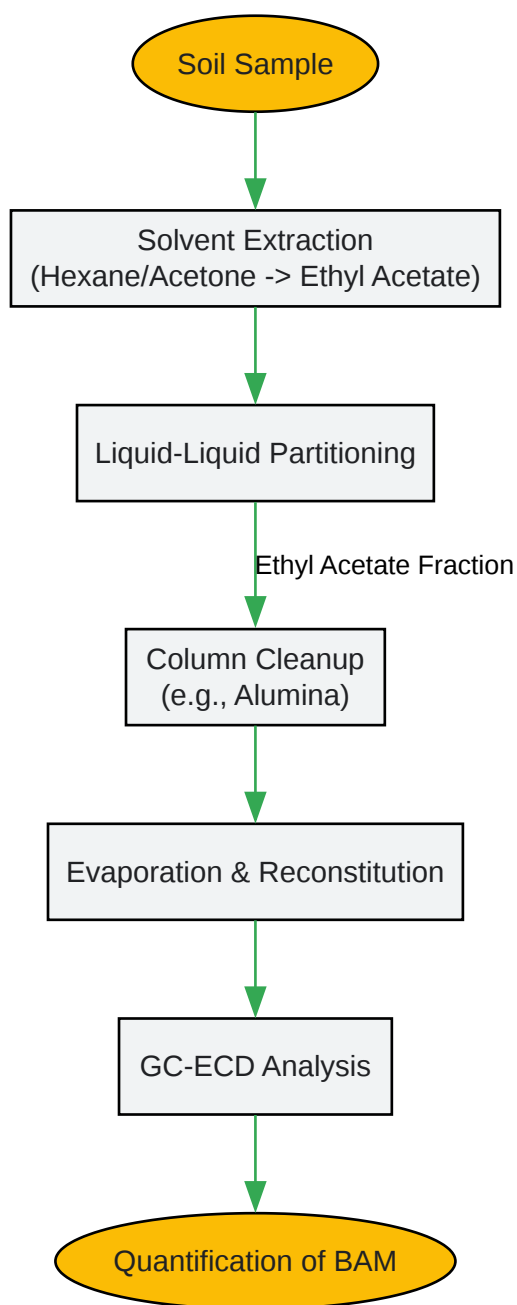 Soil Sample
Solvent Extraction
(Hexane/Acetone -> Ethyl Acetate)
Liquid-Liquid Partitioning
Ethyl Acetate Fraction
Column Cleanup
(e.g., Alumina)
Evaporation & Reconstitution
GC-ECD Analysis
Quantification of BAM